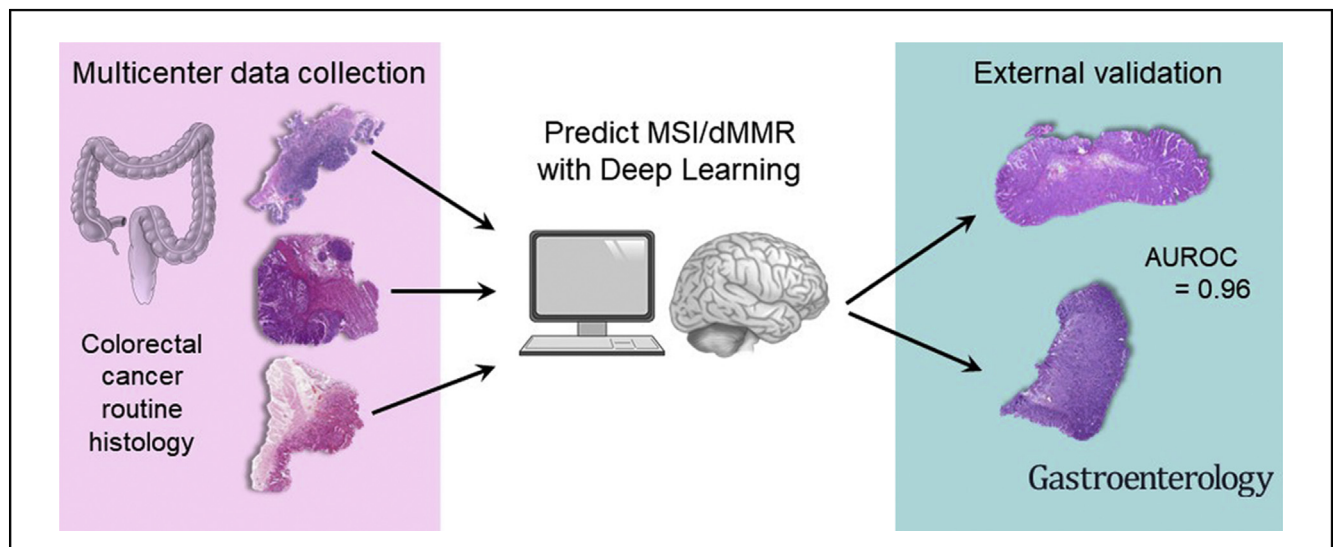 Multicenter data collection
Colorectal
cancer
routine
histology
Predict MSI/dMMR
with Deep Learning
External validation
AUROC
= 0.96
Gastroenterology